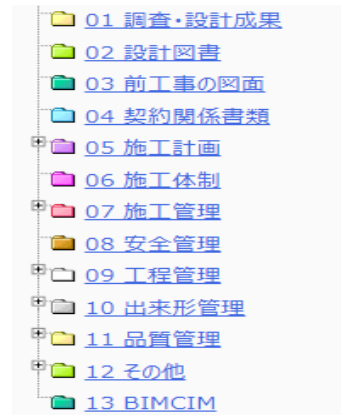 01 調査・設計成果
02 設計図書
03 前工事の図面
04 契約関係書類
05 施工計画
06 施工体制
07 施工管理
08 安全管理
09 工程管理
10 出来形管理
11 品質管理
12 その他
13 BIMCIM